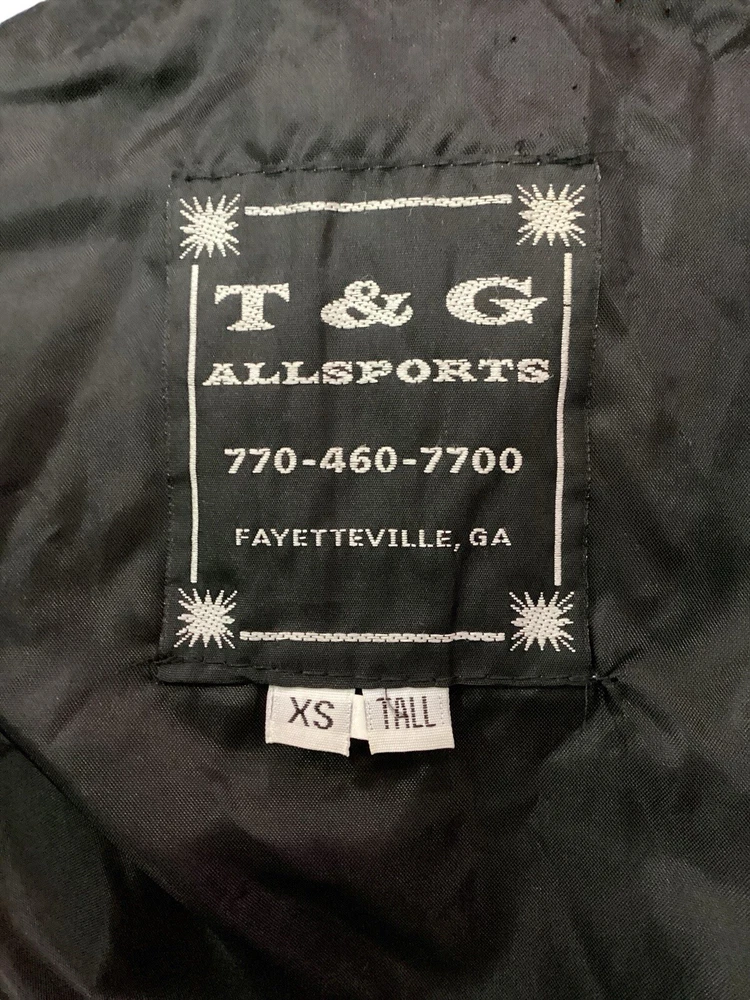 T & G
ALLSPORTS
770-460-7700
FAYETTEVILLE, GA
XS TALL